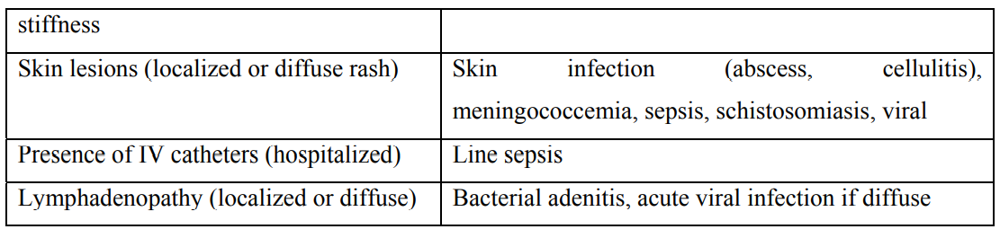 stiffness
Skin lesions (localized or diffuse rash)
Skin infection (abscess, cellulitis),
meningococcemia, sepsis, schistosomiasis, viral
Presence of IV catheters (hospitalized)
Line sepsis
Lymphadenopathy (localized or diffuse)
Bacterial adenitis, acute viral infection if diffuse